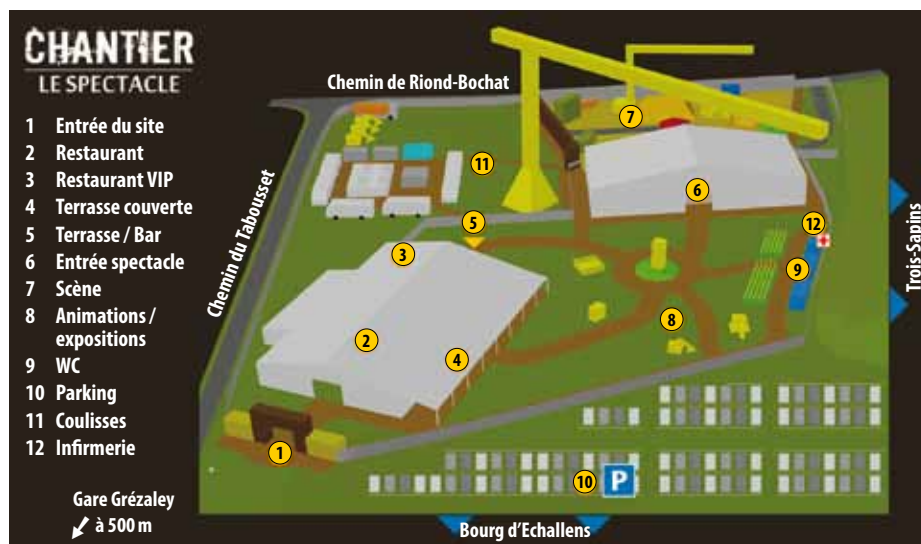 CHANTIER
LE SPECTACLE
1 Entrée du site
2 Restaurant
3 Restaurant VIP
4 Terrasse couverte
5 Terrasse / Bar
6 Entrée spectacle
7 Scène
8 Animations /
expositions
9 WC
10 Parking
11 Coulisses
12 Infirmerie
Gare Grézaley
à 500 m
Chemin de Riond-Bochat
Chemin du Tabousset
Trois-Sapins
Bourg d'Echallens
7
11
6
5
12
3
9
8
2
4
1
10
P